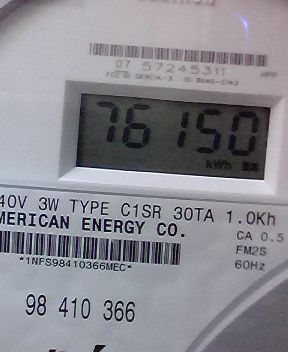 07 57245311
76150
kWh
40V 3W TYPE C1SR 30TA 1.0Kh
MERICAN ENERGY CO.
CA 0.5
FM2S
60Hz
*1NFS98410366MEC*
98 410 366